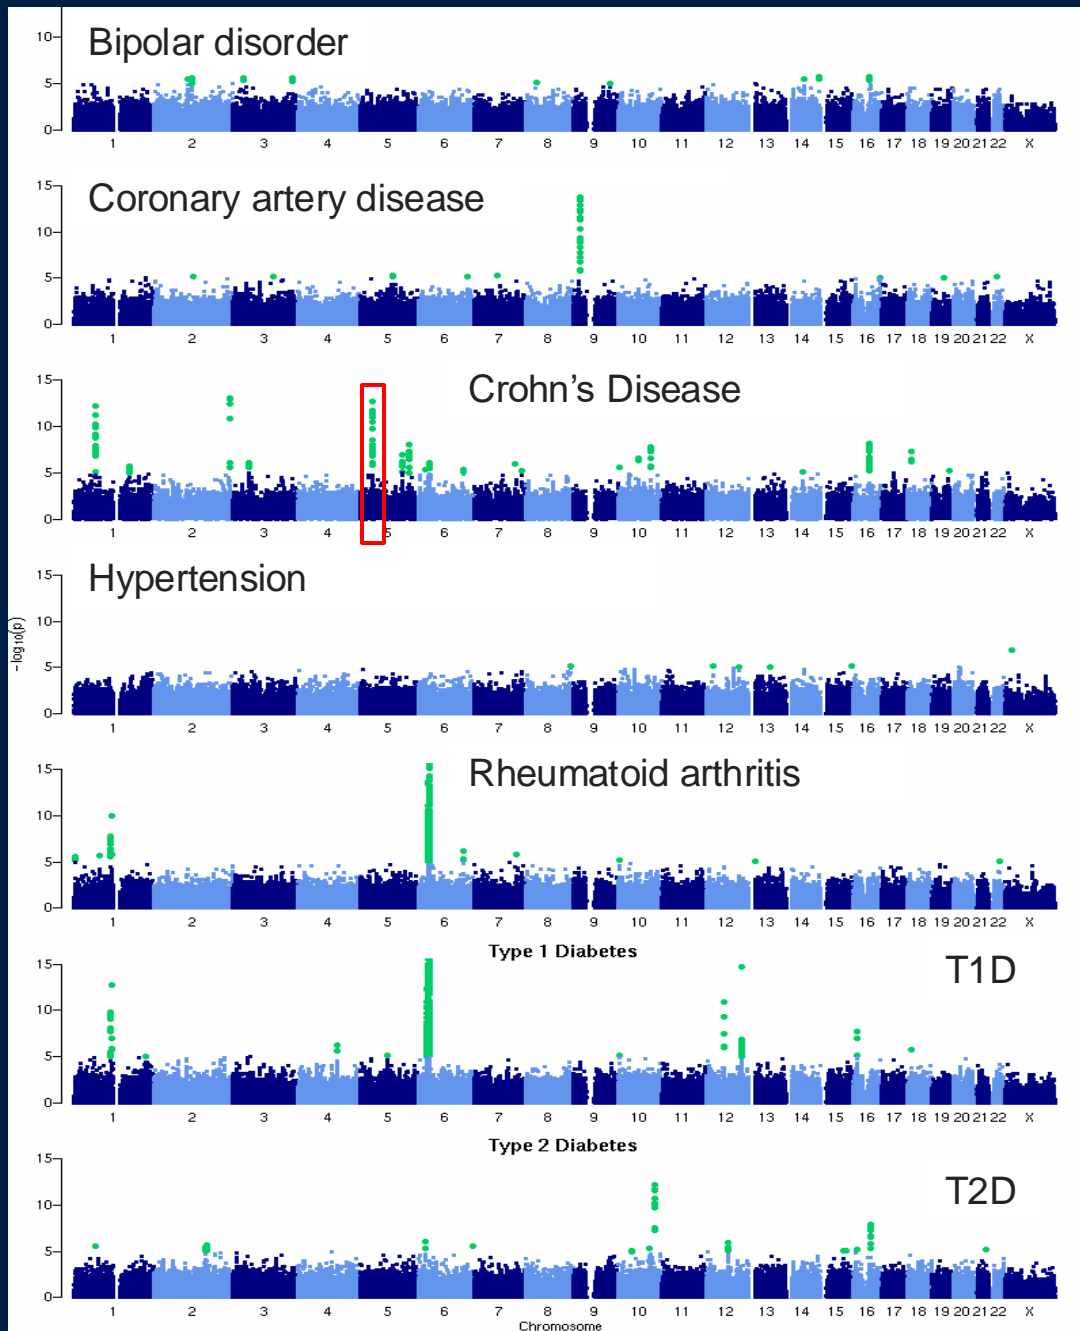 Bipolar disorder
10
5
0
1 2 3 4 5 6 7 8 9 10 11 12 13 14 15 16 17 18 19 20 21 22 X
Coronary artery disease
15
10
5
0
1 2 3 4 5 6 7 8 9 10 11 12 13 14 15 16 17 18 19 20 21 22 X
Crohn's Disease
15
10
5
0
1 2 3 4 5 6 7 8 9 10 11 12 13 14 15 16 17 18 19 20 21 22 X
Hypertension
-log10(p)
15
10
5
0
1 2 3 4 5 6 7 8 9 10 11 12 13 14 15 16 17 18 19 20 21 22 X
Rheumatoid arthritis
15
10
5
0
1 2 3 4 5 6 7 8 9 10 11 12 13 14 15 16 17 18 19 20 21 22 X
Type 1 Diabetes
T1D
15
10
5
0
1 2 3 4 5 6 7 8 9 10 11 12 13 14 15 16 17 18 19 20 21 22 X
Type 2 Diabetes
T2D
15
10
5
0
1 2 3 4 5 6 7 8 9 10 11 12 13 14 15 16 17 18 19 20 21 22 X
Chromosome